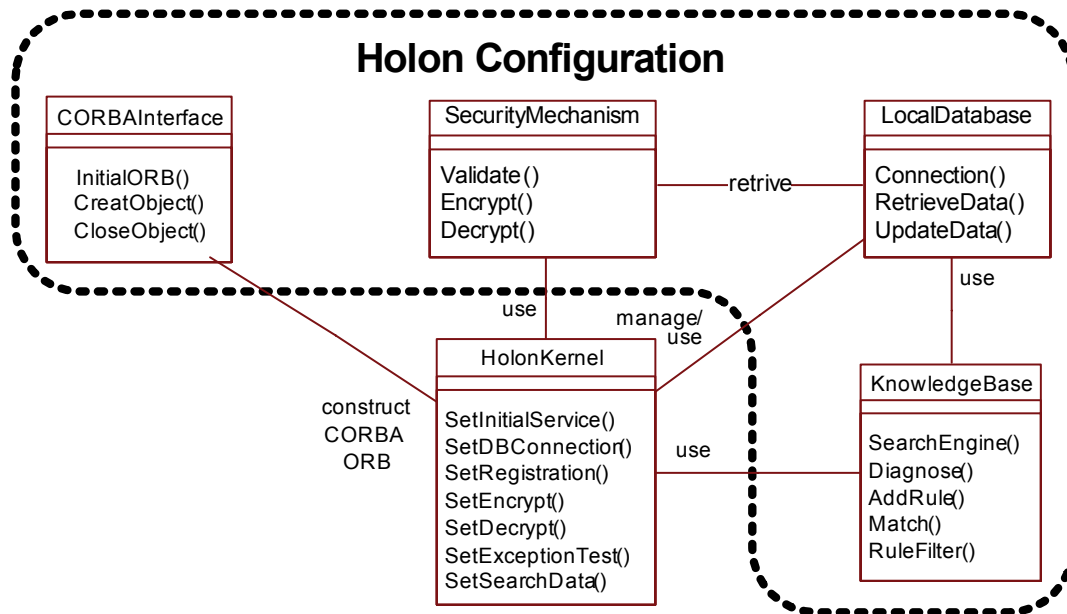 Holon Configuration
CORBAInterface
InitialORB()
CreatObject()
CloseObject()
SecurityMechanism
Validate()
Encrypt()
Decrypt()
retrive
LocalDatabase
Connection()
RetrieveData()
UpdateData()
use
manage/
use
use
construct
CORBA
ORB
HolonKernel
SetInitialService()
SetDBConnection()
SetRegistration()
SetEncrypt()
SetDecrypt()
SetExceptionTest()
SetSearchData()
use
KnowledgeBase
SearchEngine()
Diagnose()
AddRule()
Match()
RuleFilter()